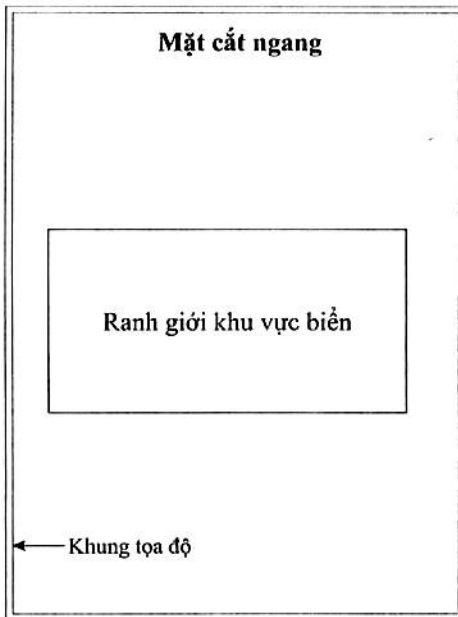 Mặt cắt ngang
Ranh giới khu vực biển
Khung tọa độ